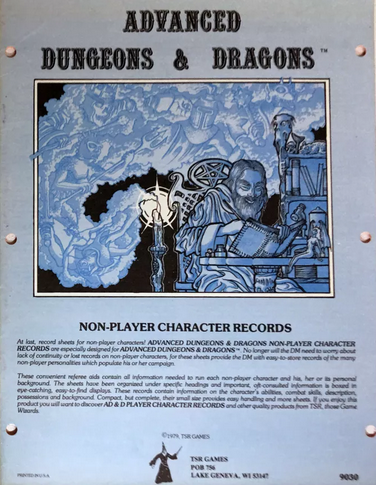 ADVANCED
DUNGEONS & DRAGONS™
NON-PLAYER CHARACTER RECORDS
At last, record sheets for non-player characters! ADVANCED DUNGEONS & DRAGONS NON-PLAYER CHARACTER
RECORDS are especially designed for ADVANCED DUNGEONS & DRAGONS™. No longer will the DM need to worry about
lack of continuity or lost records on non-player characters, for these sheets provide the DM with easy-to-store records of the many
non-player personalities which populate his or her campaign.
These convenient referee aids contain all information needed to run each non-player character and his, her or its personal
background. The sheets have been organised under specific headings and important, oft-consulted information is boxed in
eye-catching, easy-to-find displays. These records contain information on the character's abilities, combat skills, description,
possessions and background. Compact, but complete, their small size provides easy handling and more sheets. If you enjoy this
product you will want to discover AD & D PLAYER CHARACTER RECORDS and other quality products from TSR, those Game
Wizards.
©1979, TSR GAMES
TSR GAMES
POB 756
LAKE GENEVA, WI 53147
PRINTED IN U.S.A.
9030